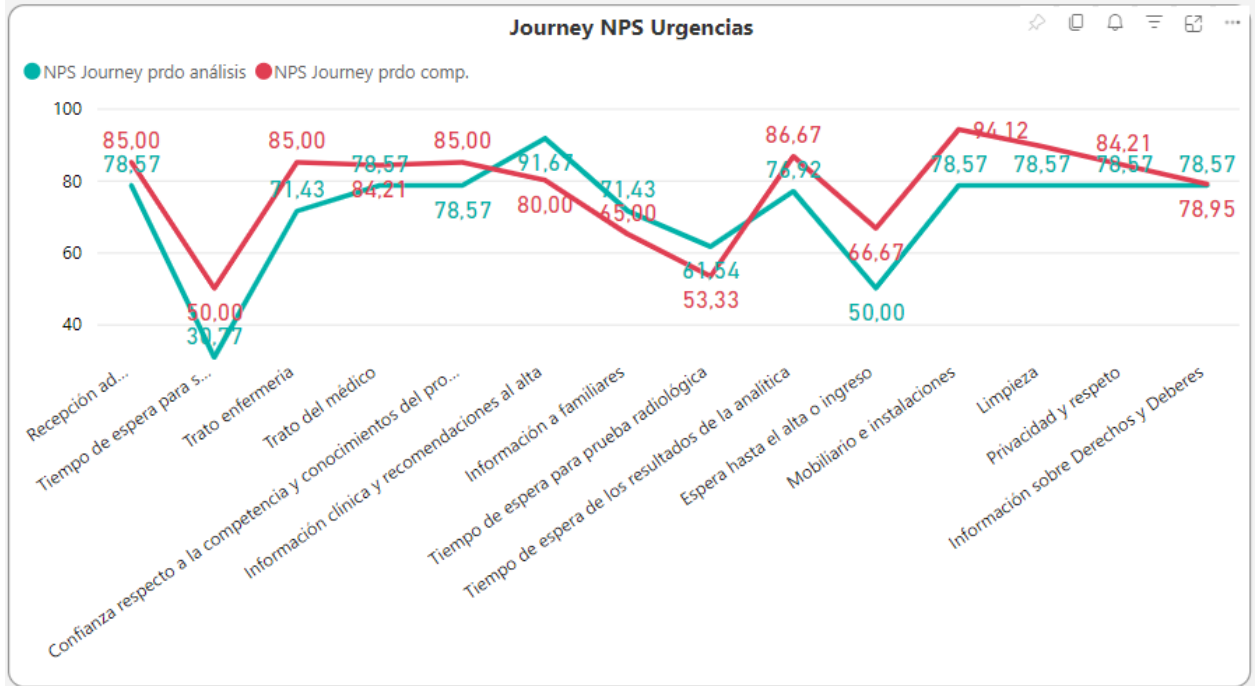 Journey NPS Urgencias
NPS Journey prdo análisis NPS Journey prdo comp.
100
80
60
40
85,00
78,57
50,00
30,77
85,00
71,43
78,57
84,21
85,00
78,57
91,67
80,00
71,43
65,00
61,54
53,33
86,67
76,92
66,67
50,00
94,12
78,57
78,57
84,21
78,57
78,57
78,95
Recepción ad...
Tiempo de espera para s...
Trato enfermería
Trato del médico
Confianza respecto a la competencia y conocimientos del pro...
Información clínica y recomendaciones al alta
Información a familiares
Tiempo de espera para prueba radiológica
Tiempo de espera de los resultados de la analítica
Espera hasta el alta o ingreso
Mobiliario e instalaciones
Limpieza
Privacidad y respeto
Información sobre Derechos y Deberes